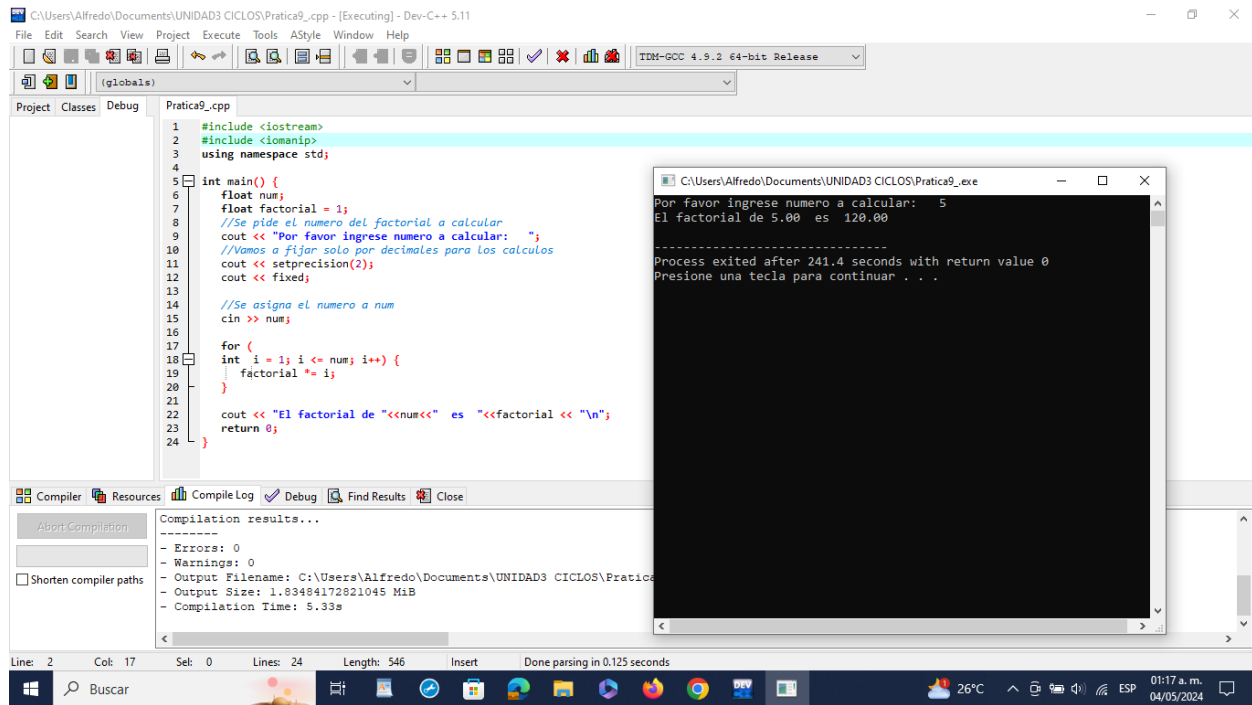 C:\Users\Alfredo\Documents\UNIDAD3 CICLOS\Pratica9_.cpp - [Executing] - Dev-C++ 5.11
File Edit Search View Project Execute Tools AStyle Window Help
TDM-GCC 4.9.2 64-bit Release
(globals)
Project Classes Debug Pratica9_.cpp
1 #include <iostream>
2 #include <iomanip>
3 using namespace std;
4
5 int main() {
6 float num;
7 float factorial = 1;
8 //Se pide el numero del factorial a calcular
9 cout << "Por favor ingrese numero a calcular:   ";
10 //Vamos a fijar solo por decimales para los calculos
11 cout << setprecision(2);
12 cout << fixed;
13
14 //Se asigna el numero a num
15 cin >> num;
16
17 for (
18 int  i = 1; i <= num; i++) {
19 factorial *= i;
20 }
21
22 cout << "El factorial de "<<num<<"  es  "<<factorial << "\n";
23 return 0;
24 }
C:\Users\Alfredo\Documents\UNIDAD3 CICLOS\Pratica9_.exe
Por favor ingrese numero a calcular:   5
El factorial de 5.00  es  120.00
--------------------------------
Process exited after 241.4 seconds with return value 0
Presione una tecla para continuar . . .
Compiler Resources Compile Log Debug Find Results Close
Abort Compilation
Shorten compiler paths
Compilation results...
--------
- Errors: 0
- Warnings: 0
- Output Filename: C:\Users\Alfredo\Documents\UNIDAD3 CICLOS\Pratica
- Output Size: 1.83484172821045 MiB
- Compilation Time: 5.33s
Line: 2 Col: 17 Sel: 0 Lines: 24 Length: 546 Insert Done parsing in 0.125 seconds
Buscar
DEV
1
26°C
ESP
01:17 a. m.
04/05/2024